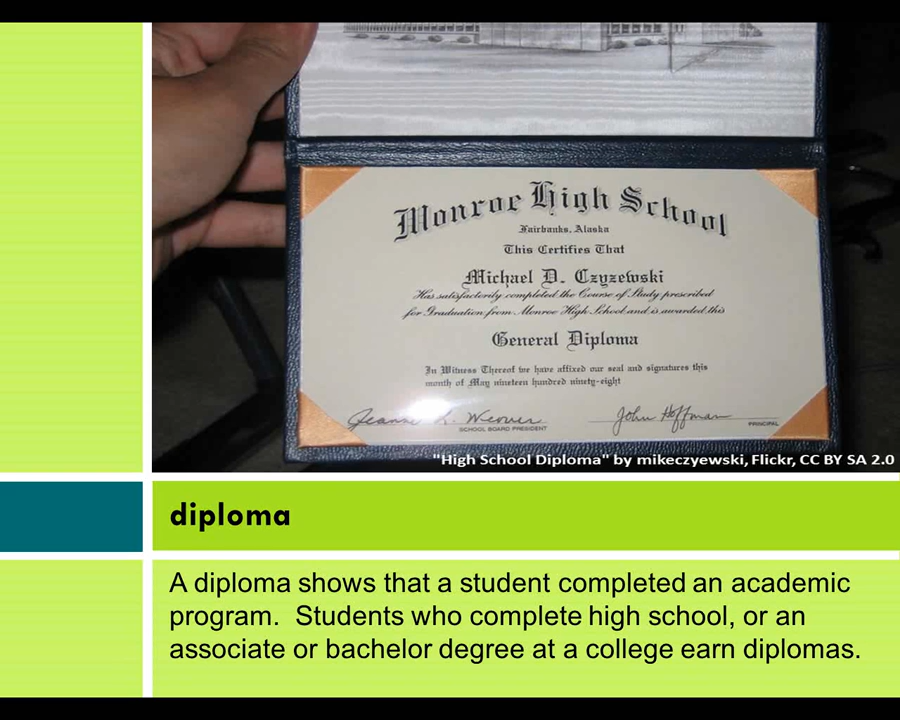 Monroe High School
Fairbanks, Alaska
This Certifies That
Michael D. Czyzewski
Has satisfactorily completed the Course of Study prescribed
for Graduation from Monroe High School and is awarded this
General Diploma
In Witness Thereof we have affixed our seal and signatures this
month of May nineteen hundred ninety-eight
Jeanne L. Weaver John Hoffman
SCHOOL BOARD PRESIDENT PRINCIPAL
"High School Diploma" by mikeczyewski, Flickr, CC BY SA 2.0
diploma
A diploma shows that a student completed an academic
program. Students who complete high school, or an
associate or bachelor degree at a college earn diplomas.